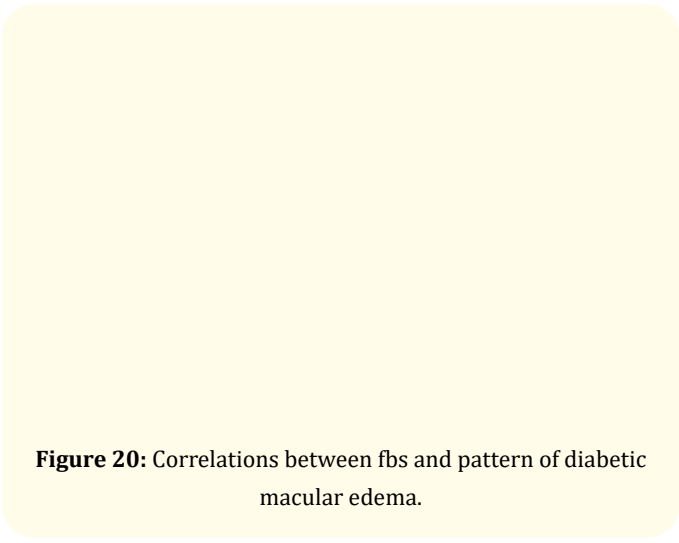 Figure 20: Correlations between fbs and pattern of diabetic
macular edema.